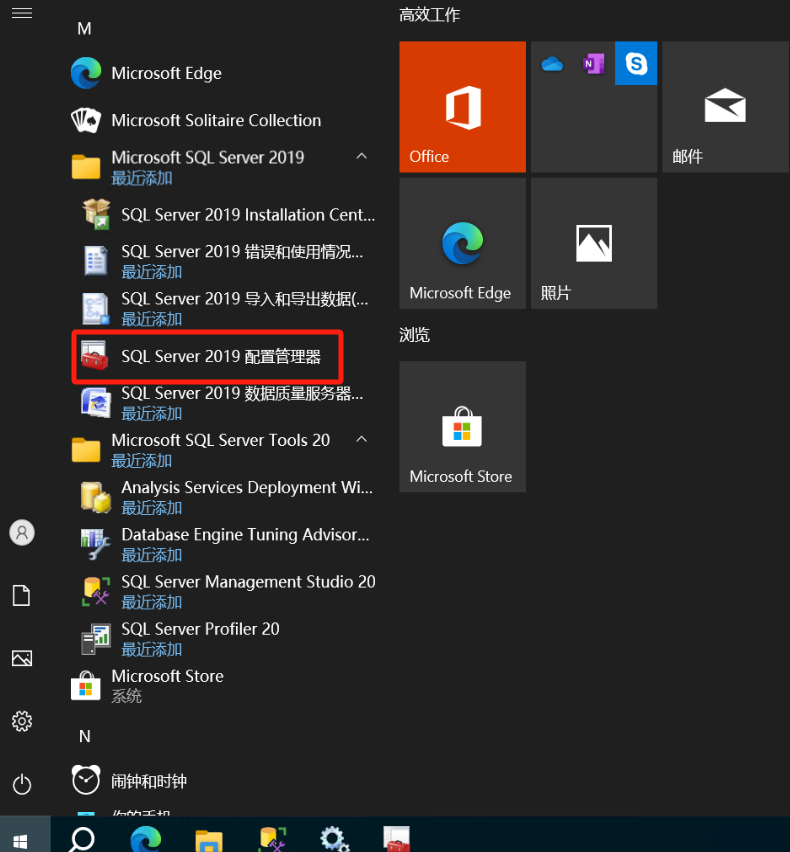 M
Microsoft Edge
Microsoft Solitaire Collection
Microsoft SQL Server 2019
最近添加
SQL Server 2019 Installation Cent...
SQL Server 2019 错误和使用情况...
最近添加
SQL Server 2019 导入和导出数据(...
最近添加
SQL Server 2019 配置管理器
SQL Server 2019 数据质量服务器...
最近添加
Microsoft SQL Server Tools 20
最近添加
Analysis Services Deployment Wi...
最近添加
Database Engine Tuning Advisor...
最近添加
SQL Server Management Studio 20
最近添加
SQL Server Profiler 20
最近添加
Microsoft Store
系统
N
闹钟和时钟
你的手机
高效工作
Office
邮件
Microsoft Edge
照片
浏览
Microsoft Store